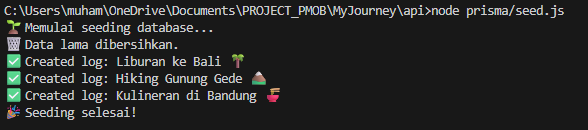 C:\Users\muham\OneDrive\Documents\PROJECT_PMOB\MyJourney\api>node prisma/seed.js
🌱 Memulai seeding database...
🗑️ Data lama dibersihkan.
✅ Created log: Liburan ke Bali 🌴
✅ Created log: Hiking Gunung Gede ⛰️
✅ Created log: Kulineran di Bandung 🍜
🎉 Seeding selesai!